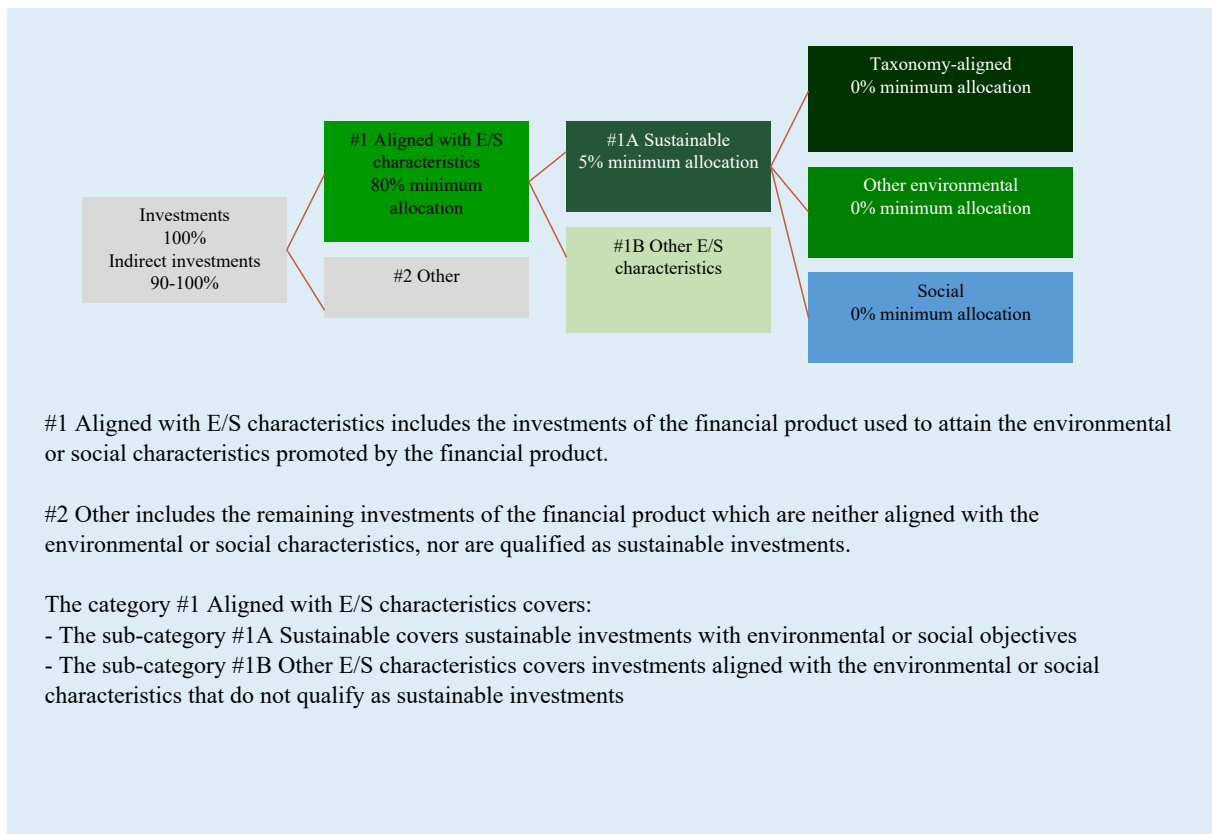 Investments
100%
Indirect investments
90-100%
#1 Aligned with E/S
characteristics
80% minimum
allocation
#2 Other
#1A Sustainable
5% minimum allocation
#1B Other E/S
characteristics
Taxonomy-aligned
0% minimum allocation
Other environmental
0% minimum allocation
Social
0% minimum allocation
#1 Aligned with E/S characteristics includes the investments of the financial product used to attain the environmental
or social characteristics promoted by the financial product.
#2 Other includes the remaining investments of the financial product which are neither aligned with the
environmental or social characteristics, nor are qualified as sustainable investments.
The category #1 Aligned with E/S characteristics covers:
- The sub-category #1A Sustainable covers sustainable investments with environmental or social objectives
- The sub-category #1B Other E/S characteristics covers investments aligned with the environmental or social
characteristics that do not qualify as sustainable investments